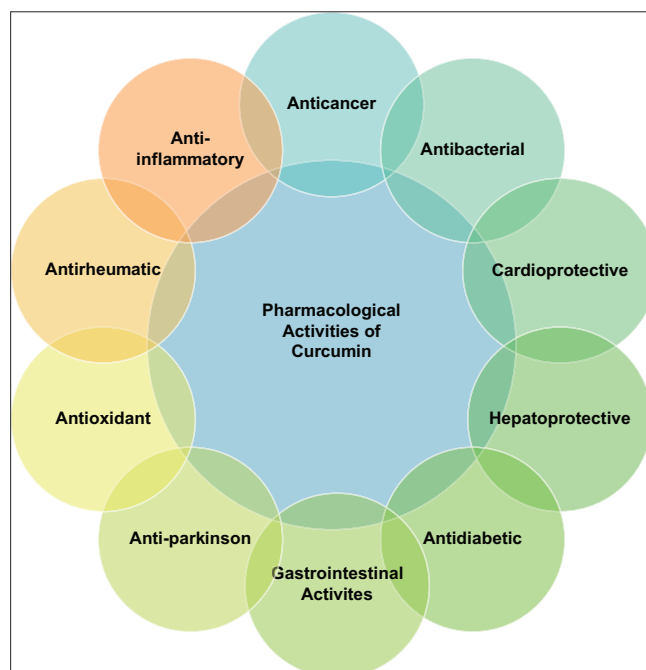 Anticancer
Antibacterial
Cardioprotective
Hepatoprotective
Antidiabetic
Gastrointestinal
Activites
Anti-parkinson
Antioxidant
Antirheumatic
Anti-
inflammatory
Pharmacological
Activities of
Curcumin